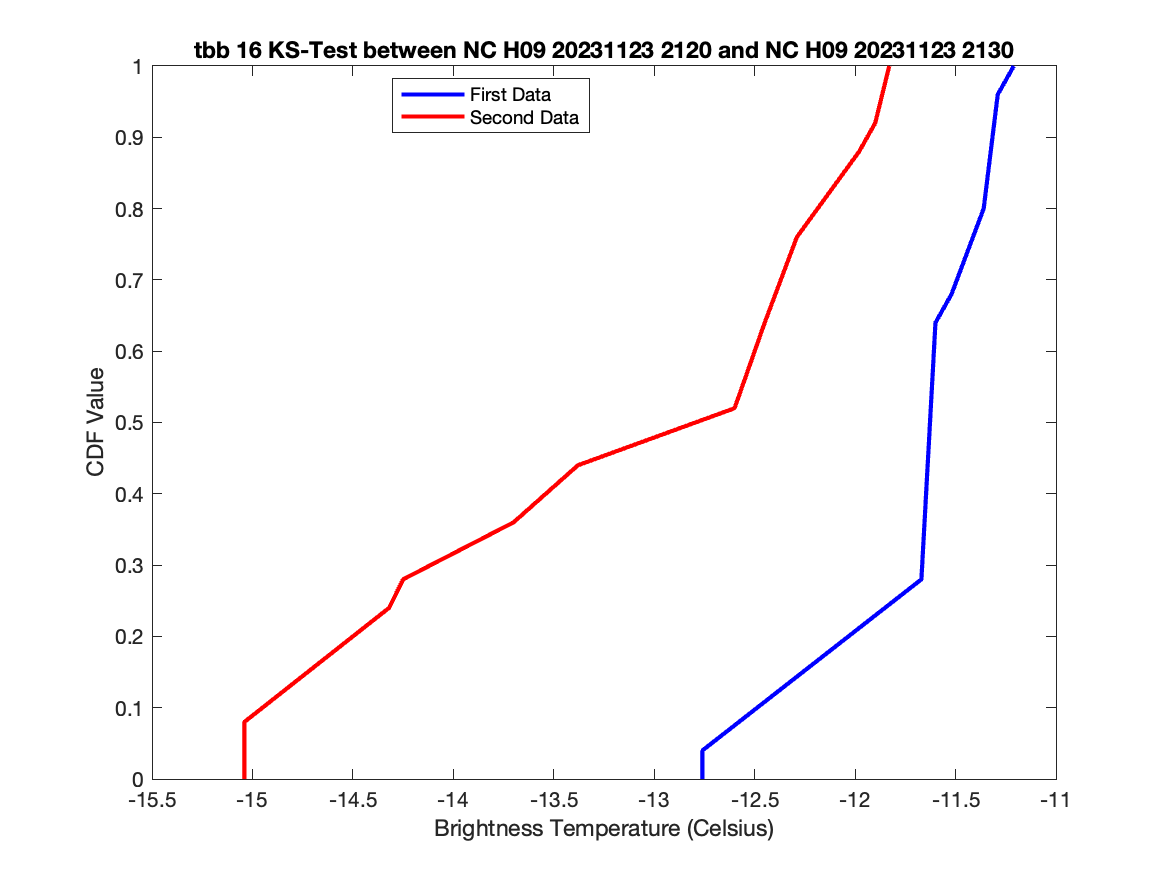 tbb 16 KS-Test between NC H09 20231123 2120 and NC H09 20231123 2130
First Data
Second Data
CDF Value
1
0.9
0.8
0.7
0.6
0.5
0.4
0.3
0.2
0.1
0
-15.5 -15 -14.5 -14 -13.5 -13 -12.5 -12 -11.5 -11
Brightness Temperature (Celsius)